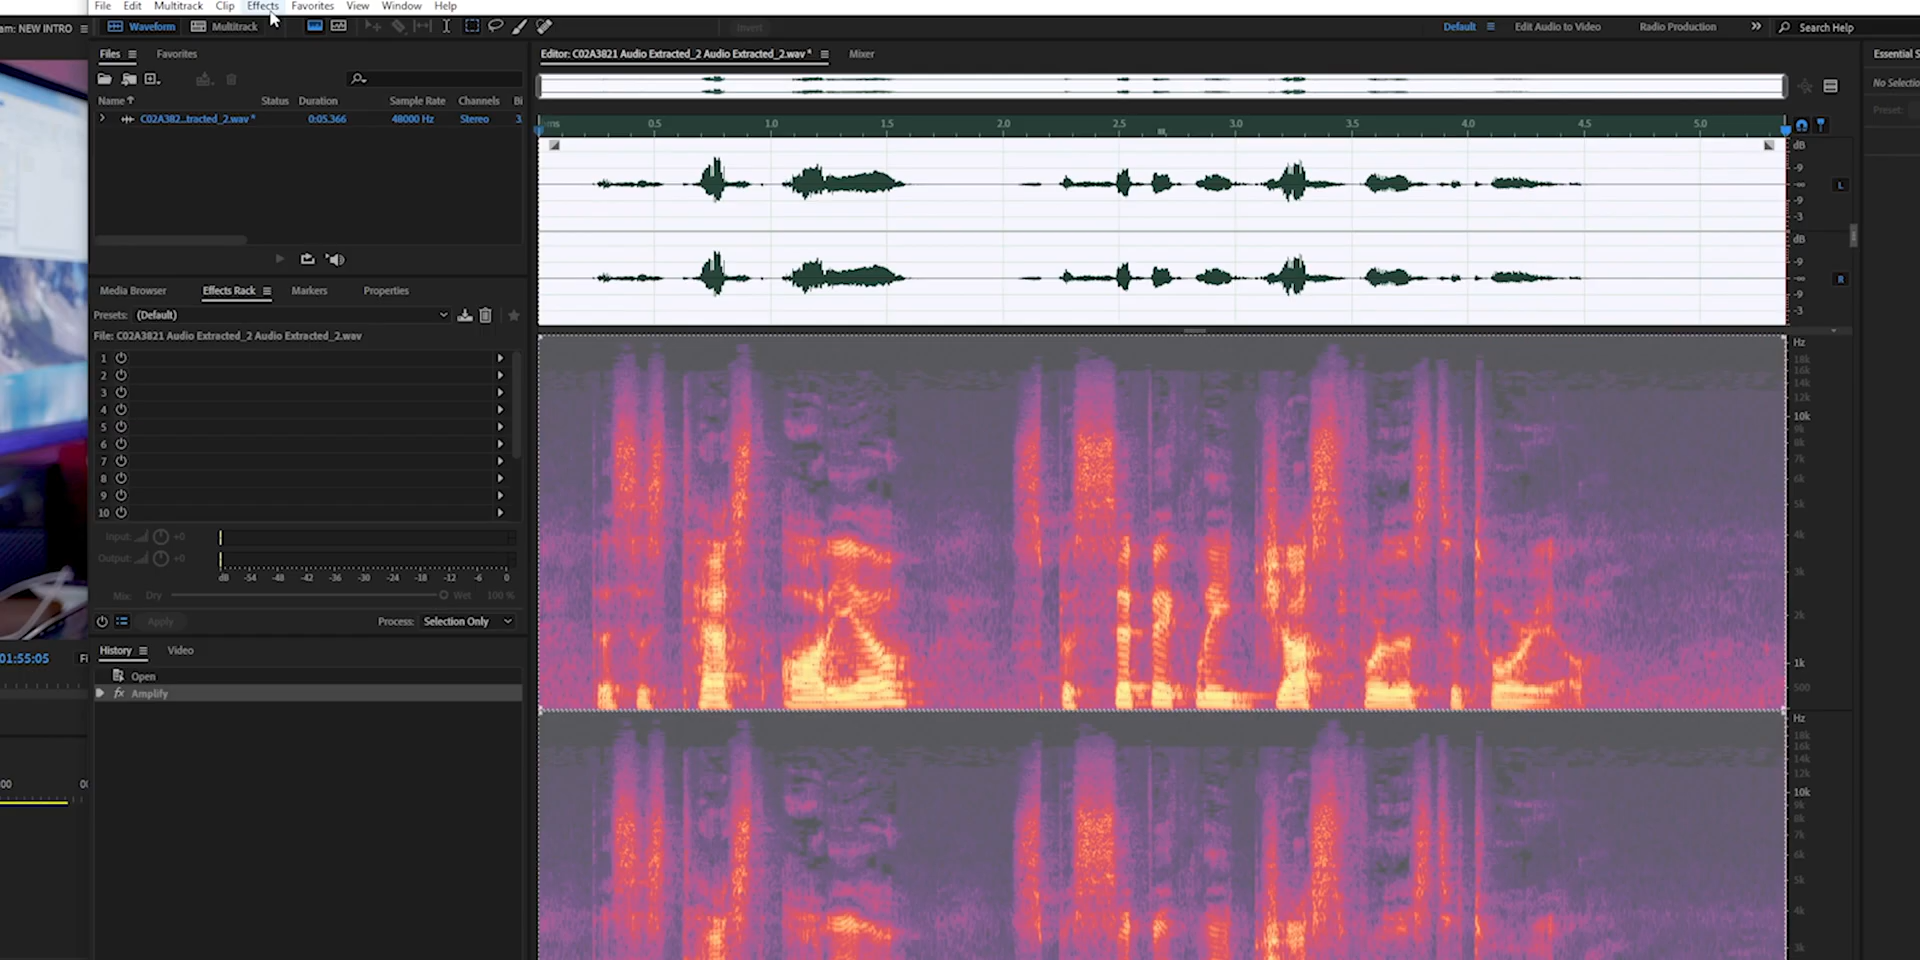 File Edit Multitrack Clip Effects Favorites View Window Help
am: NEW INTRO
Waveform Multitrack Invert Default Edit Audio to Video Radio Production Search Help
Files Favorites
Editor: C02A3821 Audio Extracted_2 Audio Extracted_2.wav * Mixer
Essential S
No Selectio
Preset:
Name Status Duration Sample Rate Channels Bi
C02A382...tracted_2.wav * 0:05.366 48000 Hz Stereo 3
ms 0.5 1.0 1.5 2.0 2.5 3.0 3.5 4.0 4.5 5.0
dB
-9
-∞
-9
-3
L
dB
-9
-∞
-9
-3
R
Media Browser Effects Rack Markers Properties
Presets: (Default)
File: C02A3821 Audio Extracted_2 Audio Extracted_2.wav
1
2
3
4
5
6
7
8
9
10
Input: +0
Output: +0
dB -54 -48 -42 -36 -30 -24 -18 -12 -6 0
Mix: Dry Wet 100 %
Apply Process: Selection Only
History Video
Open
fx Amplify
01:55:05 Fi
00 00
Hz
18k
16k
14k
12k
10k
9k
8k
7k
6k
5k
4k
3k
2k
1k
500
Hz
18k
16k
14k
12k
10k
9k
8k
7k
6k
5k
4k
3k